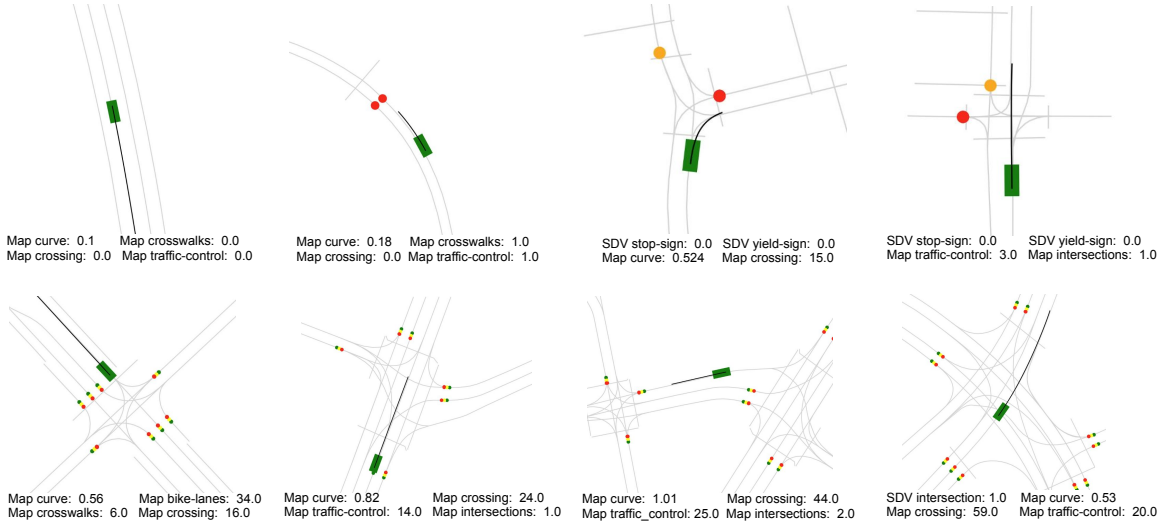 Map curve: 0.1 Map crosswalks: 0.0
Map crossing: 0.0 Map traffic-control: 0.0
Map curve: 0.18 Map crosswalks: 1.0
Map crossing: 0.0 Map traffic-control: 1.0
SDV stop-sign: 0.0 SDV yield-sign: 0.0
Map curve: 0.524 Map crossing: 15.0
SDV stop-sign: 0.0 SDV yield-sign: 0.0
Map traffic-control: 3.0 Map intersections: 1.0
Map curve: 0.56 Map bike-lanes: 34.0
Map crosswalks: 6.0 Map crossing: 16.0
Map curve: 0.82 Map crossing: 24.0
Map traffic-control: 14.0 Map intersections: 1.0
Map curve: 1.01 Map crossing: 44.0
Map traffic_control: 25.0 Map intersections: 2.0
SDV intersection: 1.0 Map curve: 0.53
Map crossing: 59.0 Map traffic-control: 20.0